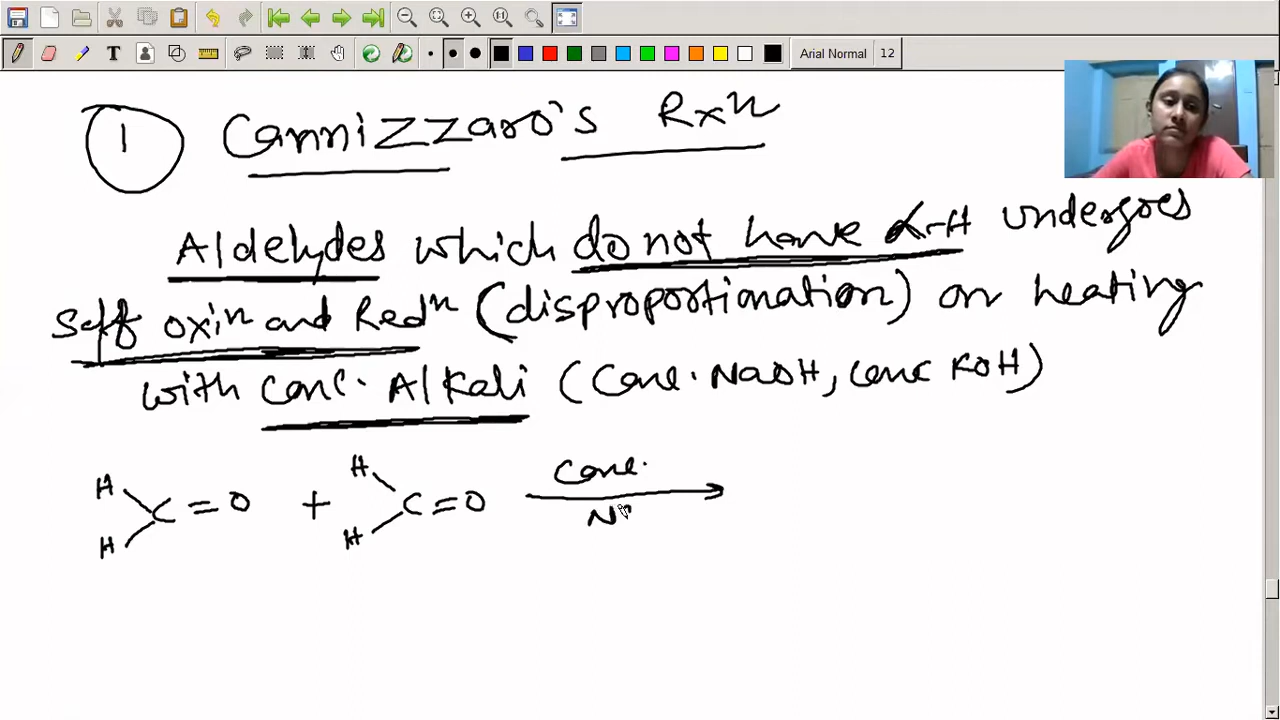 Arial Normal 12
1 Cannizzaro's Rxn
Aldehydes which do not have α-H undergoes
self oxin and Redn (disproportionation) on heating
with conc. Alkali (Conc. NaOH, conc KOH)
H H Conc.
C=O + C=O
H H N